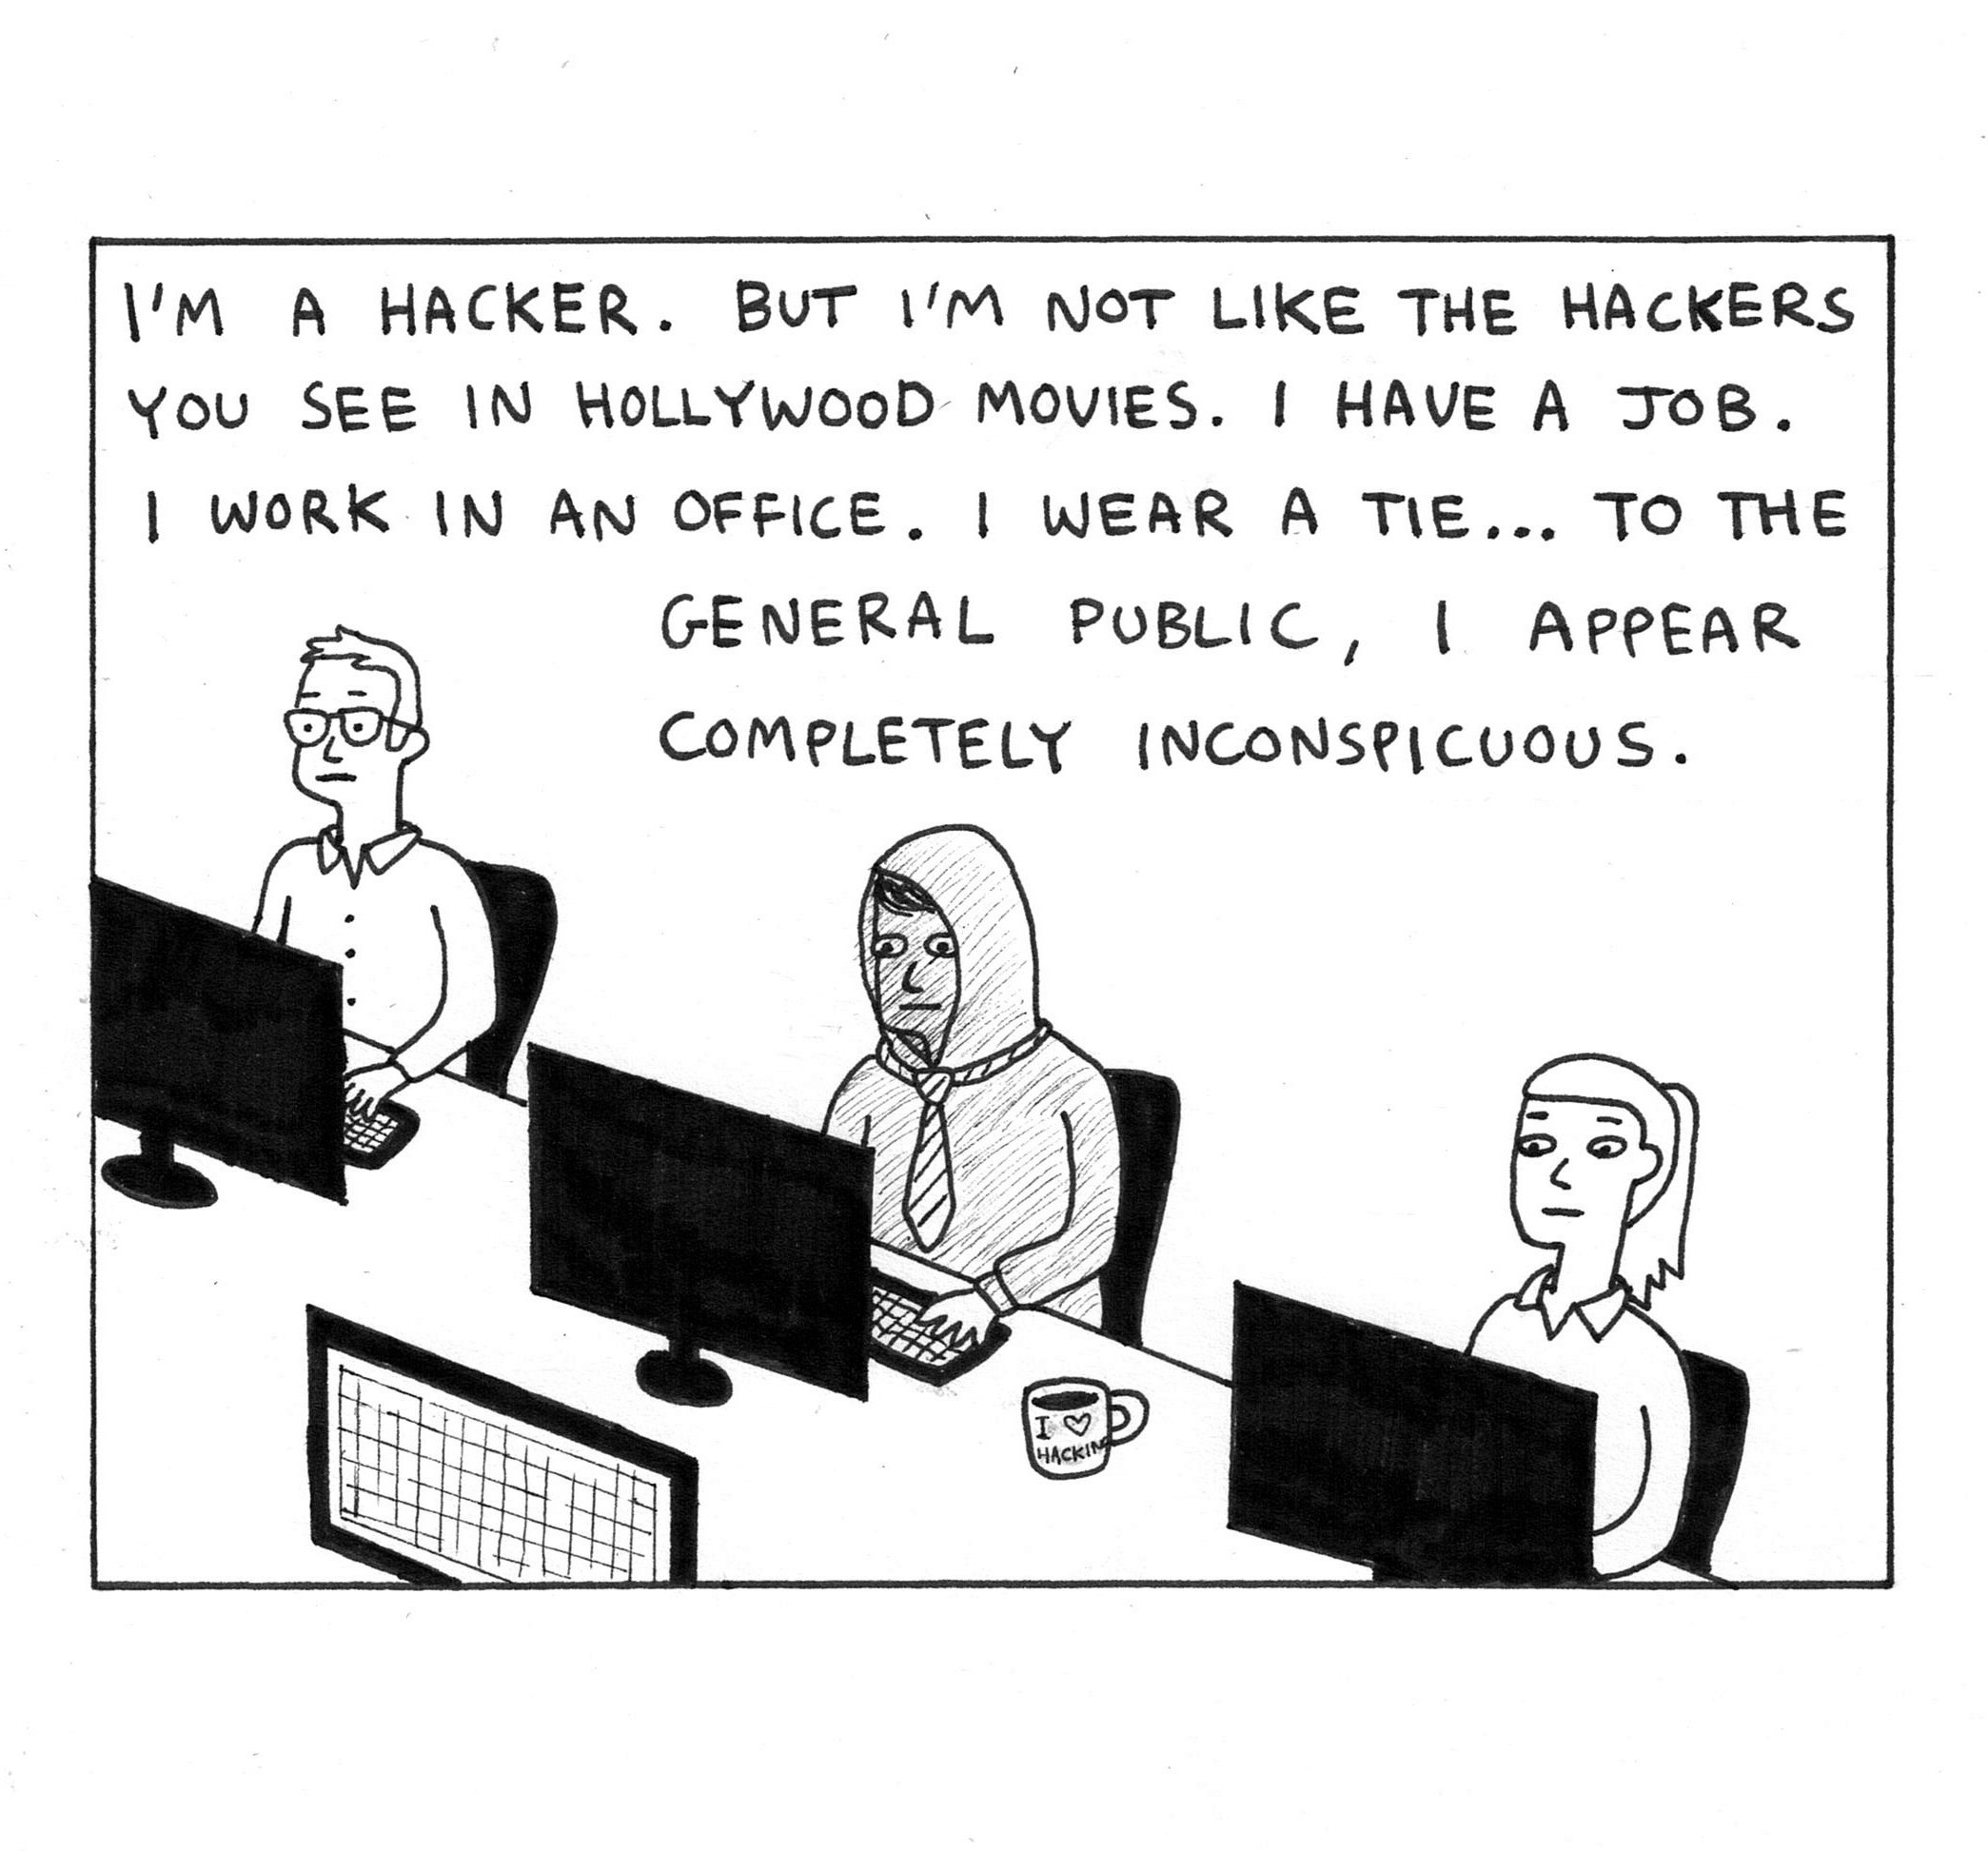 I'M A HACKER. BUT I'M NOT LIKE THE HACKERS
YOU SEE IN HOLLYWOOD MOVIES. I HAVE A JOB.
I WORK IN AN OFFICE. I WEAR A TIE... TO THE
GENERAL PUBLIC, I APPEAR
COMPLETELY INCONSPICUOUS.
I ♡
HACKIN